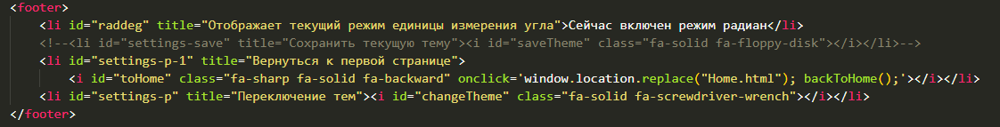 <footer>
<li id="raddeg" title="Отображает текущий режим единицы измерения угла">Сейчас включен режим радиан</li>
<!--<li id="settings-save" title="Сохранить текущую тему"><i id="saveTheme" class="fa-solid fa-floppy-disk"></i></li>-->
<li id="settings-p-1" title="Вернуться к первой странице">
<i id="toHome" class="fa-sharp fa-solid fa-backward" onclick='window.location.replace("Home.html"); backToHome();'></i></li>
<li id="settings-p" title="Переключение тем"><i id="changeTheme" class="fa-solid fa-screwdriver-wrench"></i></li>
</footer>